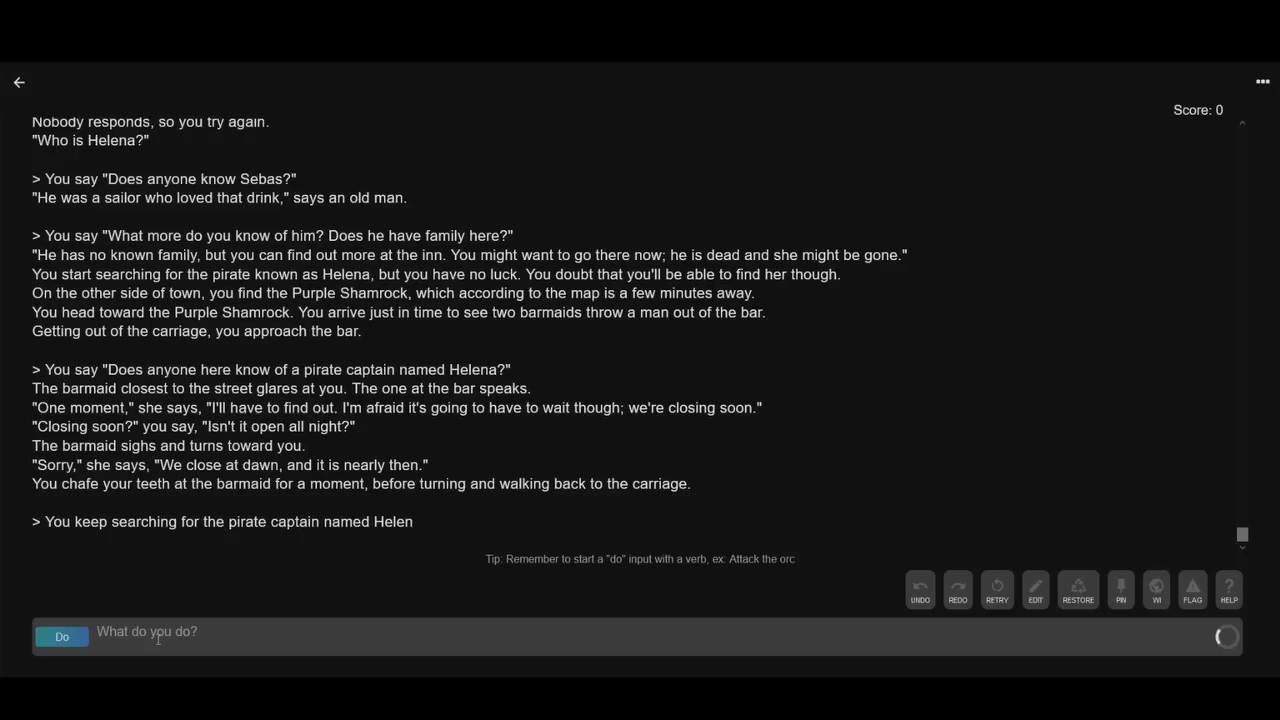 Score: 0
Nobody responds, so you try again.
"Who is Helena?"
> You say "Does anyone know Sebas?"
"He was a sailor who loved that drink," says an old man.
> You say "What more do you know of him? Does he have family here?"
"He has no known family, but you can find out more at the inn. You might want to go there now; he is dead and she might be gone."
You start searching for the pirate known as Helena, but you have no luck. You doubt that you'll be able to find her though.
On the other side of town, you find the Purple Shamrock, which according to the map is a few minutes away.
You head toward the Purple Shamrock. You arrive just in time to see two barmaids throw a man out of the bar.
Getting out of the carriage, you approach the bar.
> You say "Does anyone here know of a pirate captain named Helena?"
The barmaid closest to the street glares at you. The one at the bar speaks.
"One moment," she says, "I'll have to find out. I'm afraid it's going to have to wait though; we're closing soon."
"Closing soon?" you say, "Isn't it open all night?"
The barmaid sighs and turns toward you.
"Sorry," she says, "We close at dawn, and it is nearly then."
You chafe your teeth at the barmaid for a moment, before turning and walking back to the carriage.
> You keep searching for the pirate captain named Helen
Tip: Remember to start a "do" input with a verb, ex: Attack the orc
UNDO REDO RETRY EDIT RESTORE PIN WI FLAG HELP
Do What do you do?